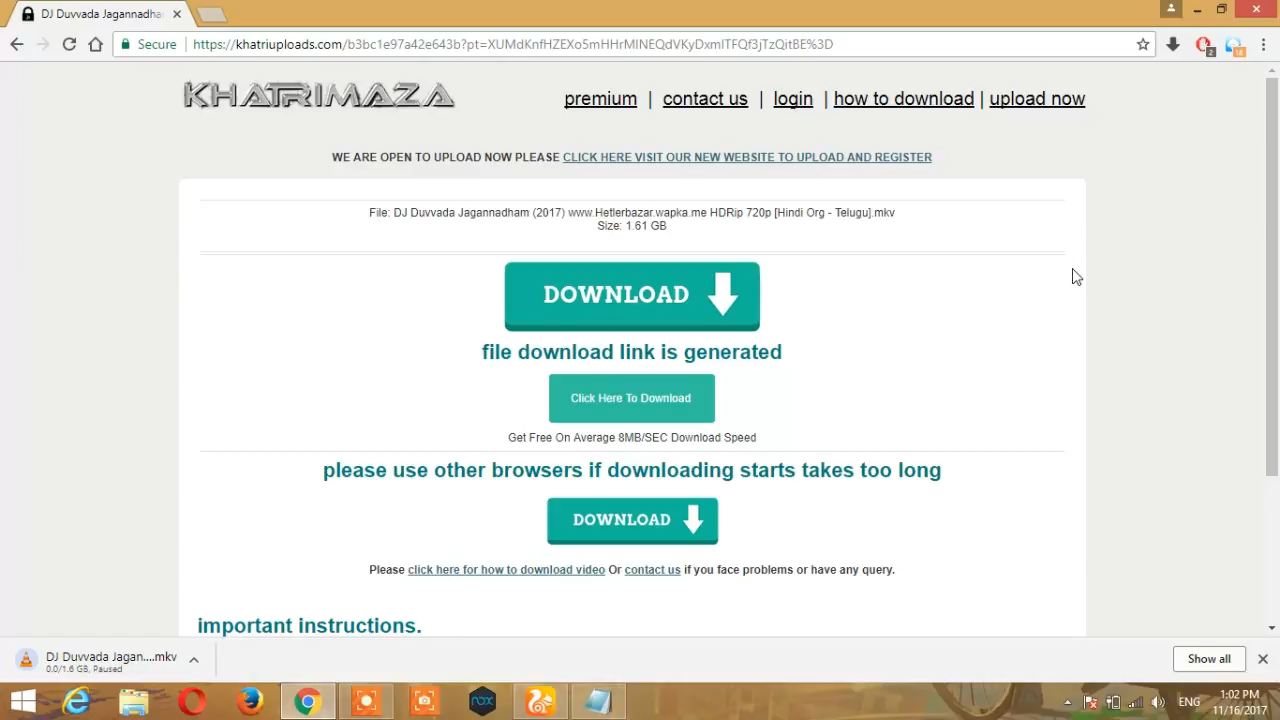 DJ Duvvada Jagannadha
Secure
https://khatriuploads.com/b3bc1e97a42e643b?pt=XUMdKnfHZEXo5mHHrMINEQdVKyDxmlTFQf3jTzQitBE%3D
2
18
KHATRIMAZA
premium | contact us | login | how to download | upload now
WE ARE OPEN TO UPLOAD NOW PLEASE CLICK HERE VISIT OUR NEW WEBSITE TO UPLOAD AND REGISTER
File: DJ Duvvada Jagannadham (2017) www.Hetlerbazar.wapka.me HDRip 720p [Hindi Org - Telugu].mkv
Size: 1.61 GB
DOWNLOAD
file download link is generated
Click Here To Download
Get Free On Average 8MB/SEC Download Speed
please use other browsers if downloading starts takes too long
DOWNLOAD
Please click here for how to download video Or contact us if you face problems or have any query.
important instructions.
DJ Duvvada Jagan....mkv
0.0/1.6 GB, Paused
Show all
nox
ENG
1:02 PM
11/16/2017